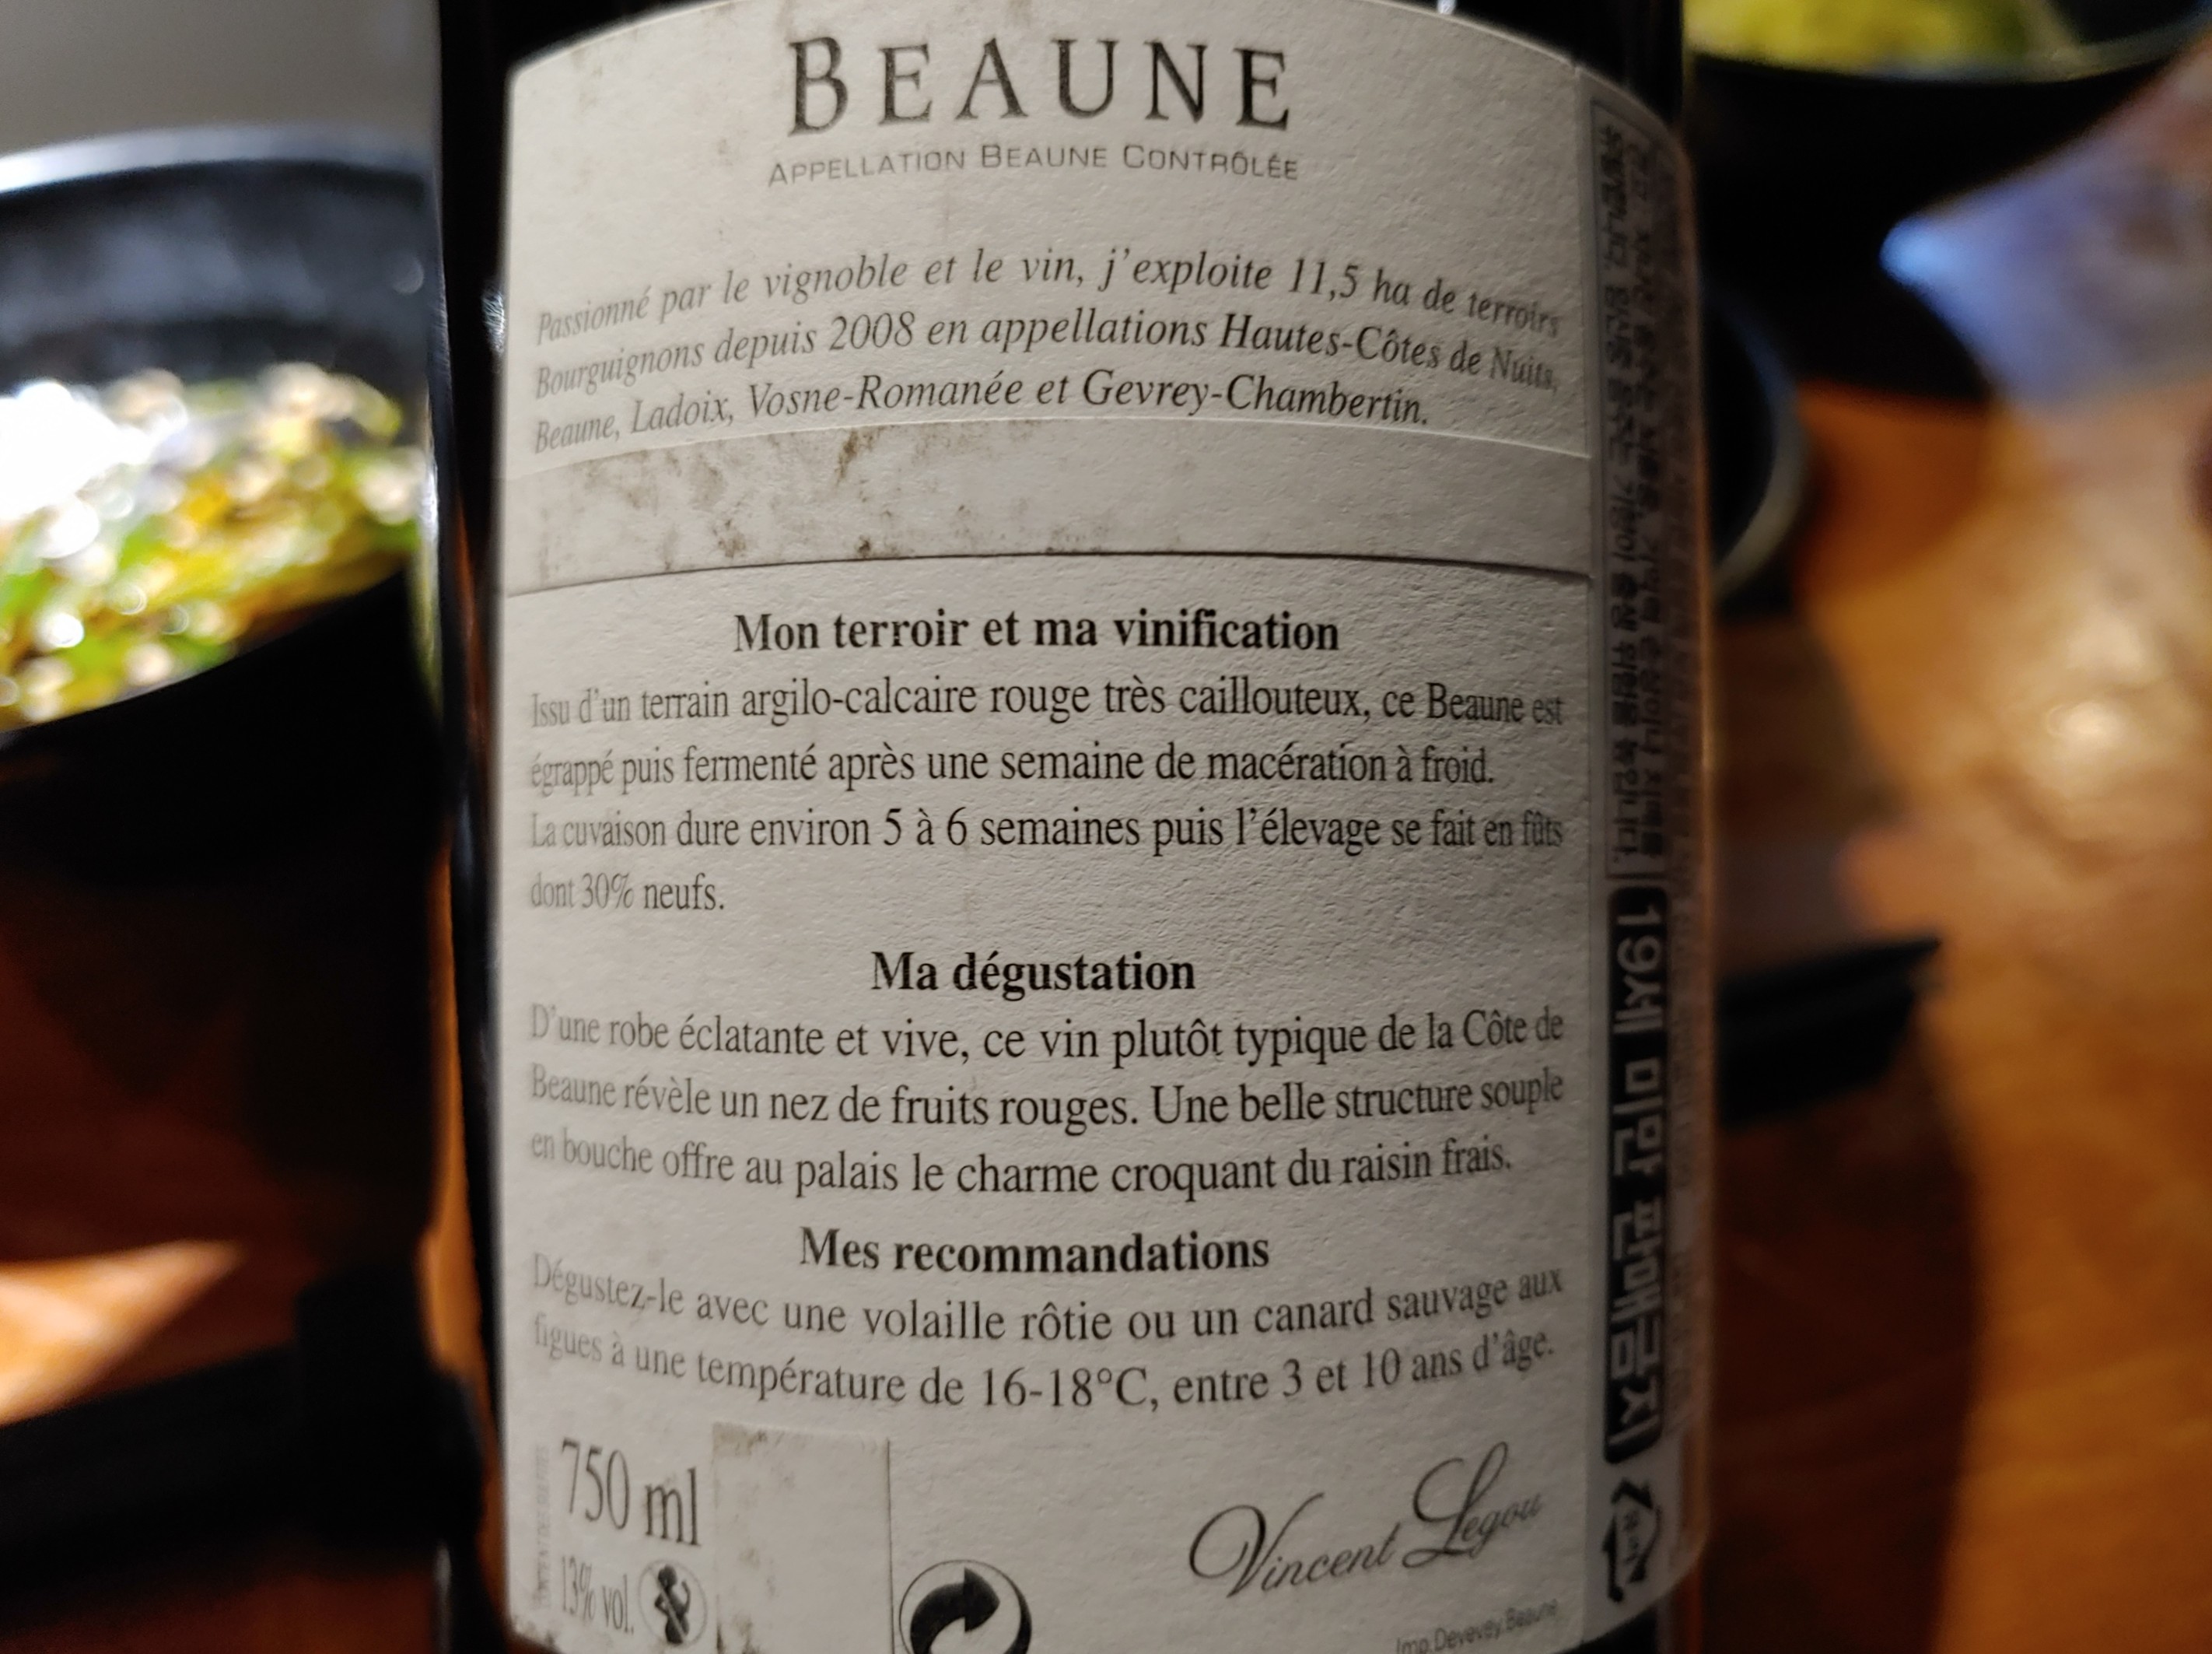 BEAUNE
APPELLATION BEAUNE CONTRÔLÉE
Passionné par le vignoble et le vin, j'exploite 11,5 ha de terroirs
Bourguignons depuis 2008 en appellations Hautes-Côtes de Nuits,
Beaune, Ladoix, Vosne-Romanée et Gevrey-Chambertin.
Mon terroir et ma vinification
Issu d'un terrain argilo-calcaire rouge très caillouteux, ce Beaune est
égrappé puis fermenté après une semaine de macération à froid.
La cuvaison dure environ 5 à 6 semaines puis l'élevage se fait en fûts
dont 30% neufs.
Ma dégustation
D'une robe éclatante et vive, ce vin plutôt typique de la Côte de
Beaune révèle un nez de fruits rouges. Une belle structure souple
en bouche offre au palais le charme croquant du raisin frais.
Mes recommandations
Dégustez-le avec une volaille rôtie ou un canard sauvage aux
figues à une température de 16-18°C, entre 3 et 10 ans d'âge.
750 ml
13% vol.
Vincent Legou
Imp.Devevey.Beaune
19세 미만 판매금지